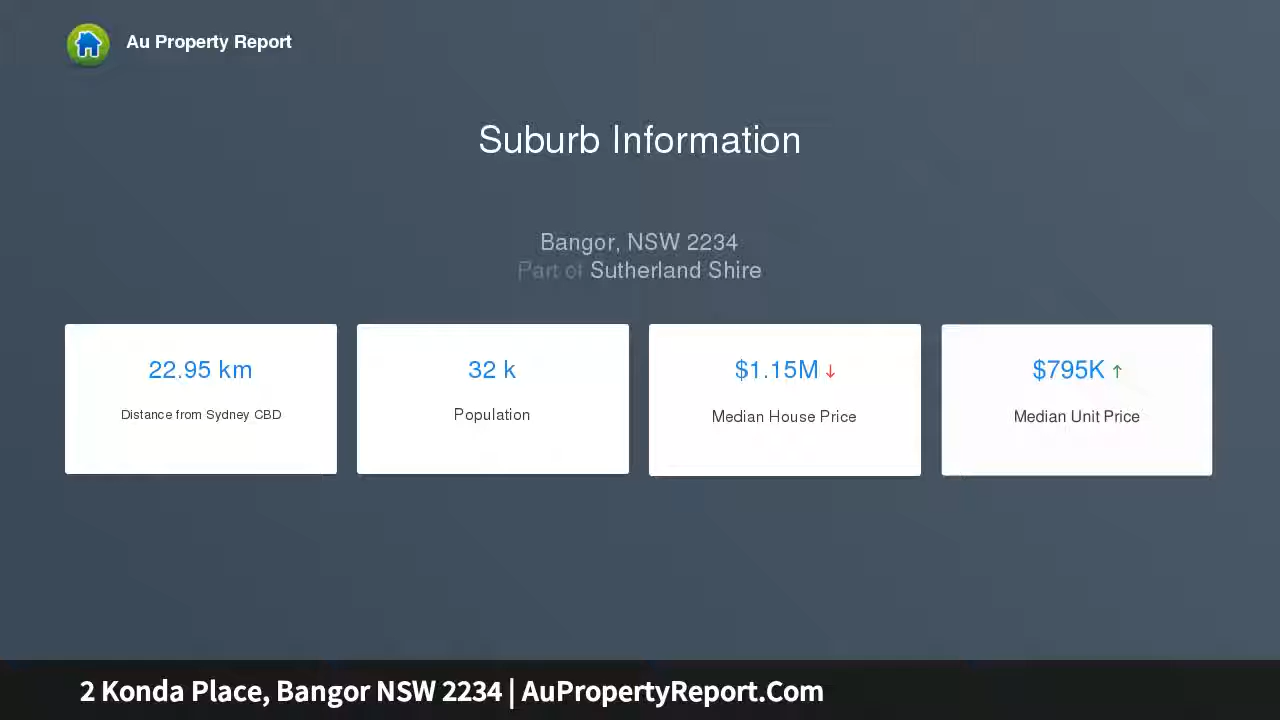 Au Property Report
Suburb Information
Bangor, NSW 2234
Part of Sutherland Shire
22.95 km
Distance from Sydney CBD
32 k
Population
$1.15M ↓
Median House Price
$795K ↑
Median Unit Price
2 Konda Place, Bangor NSW 2234 | AuPropertyReport.Com